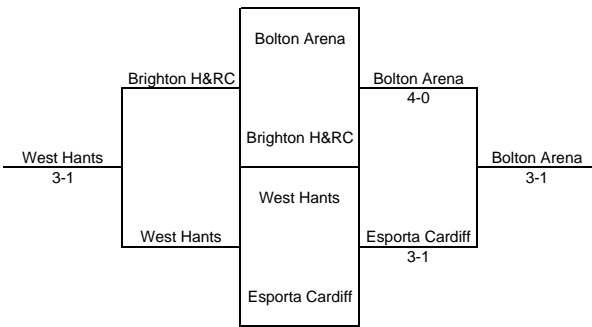 Bolton Arena
Brighton H&RC
Bolton Arena
4-0
Brighton H&RC
West Hants
3-1
Bolton Arena
3-1
West Hants
West Hants
Esporta Cardiff
3-1
Esporta Cardiff